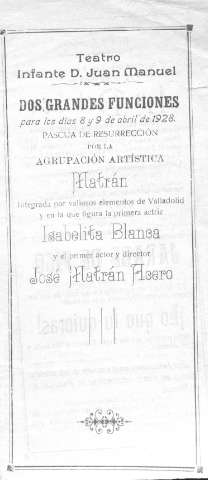 Teatro
Infante D. Juan Manuel
DOS GRANDES FUNCIONES
para los días 8 y 9 de abril de 1928.
PASCUA DE RESURRECCIÓN
POR LA
AGRUPACIÓN ARTÍSTICA
Matrán
Integrada por valiosos elementos de Valladolid
y en la que figura la primera actriz
Isabelita Blanca
y el primer actor y director
José Matrán Asero